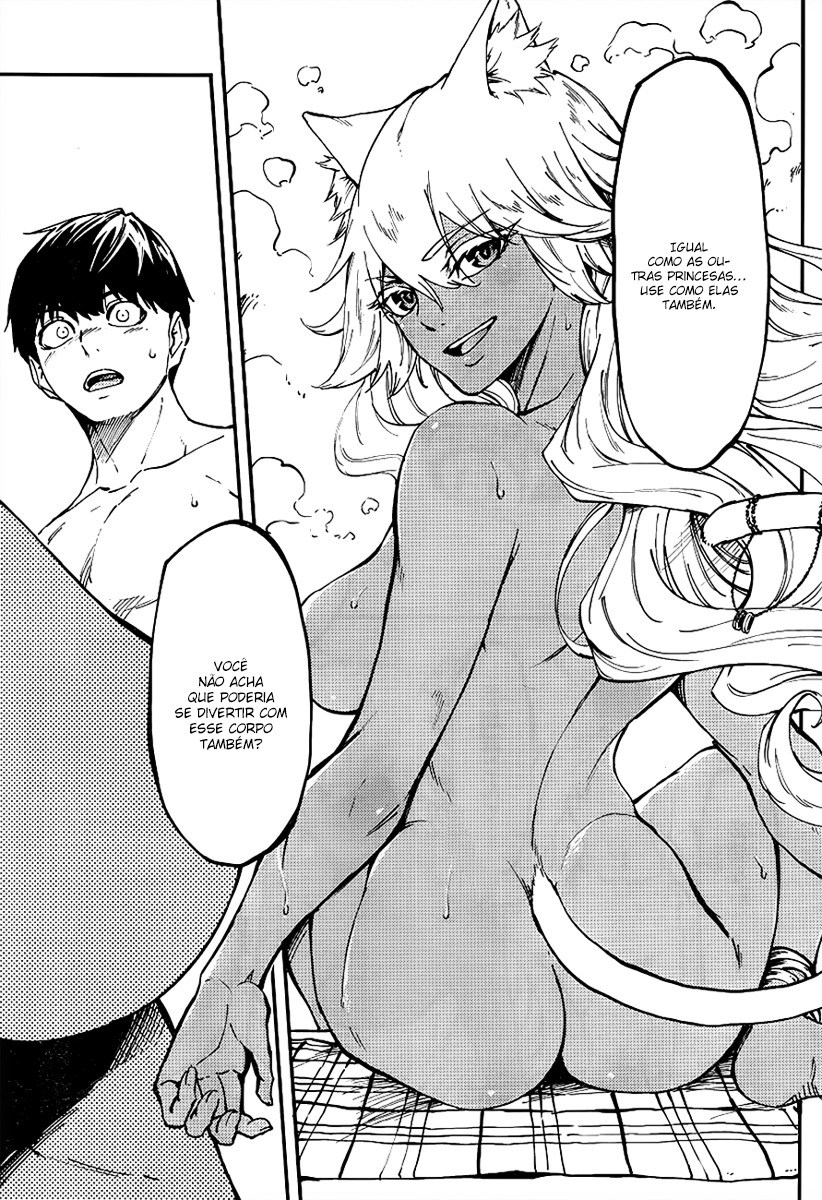 IGUAL
COMO AS OU-
TRAS PRINCESAS...
USE COMO ELAS
TAMBÉM.
VOCÊ
NÃO ACHA
QUE PODERIA
SE DIVERTIR COM
ESSE CORPO
TAMBÉM?